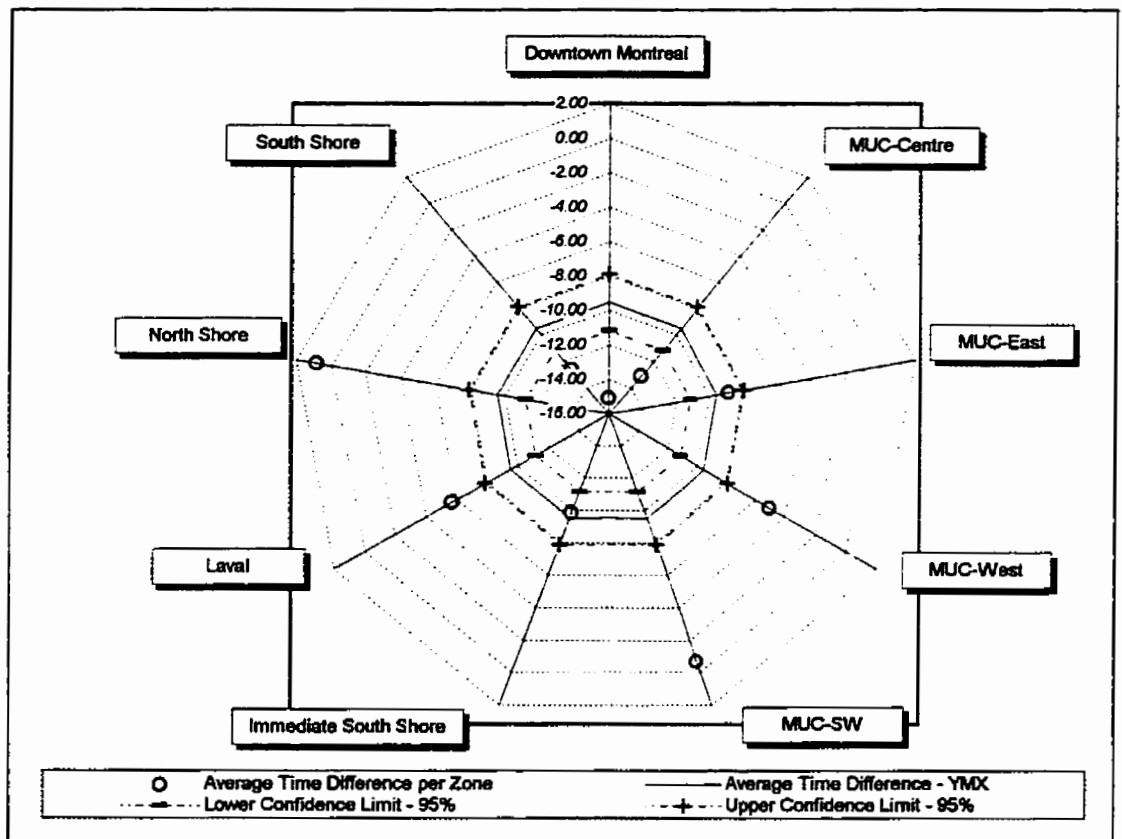 Downtown Montreal
South Shore
MUC-Centre
2.00
0.00
-2.00
-4.00
-6.00
-8.00
-10.00
-12.00
-14.00
-16.00
North Shore
MUC-East
Laval
MUC-West
Immediate South Shore
MUC-SW
Average Time Difference per Zone
Average Time Difference - YMX
Lower Confidence Limit - 95%
Upper Confidence Limit - 95%